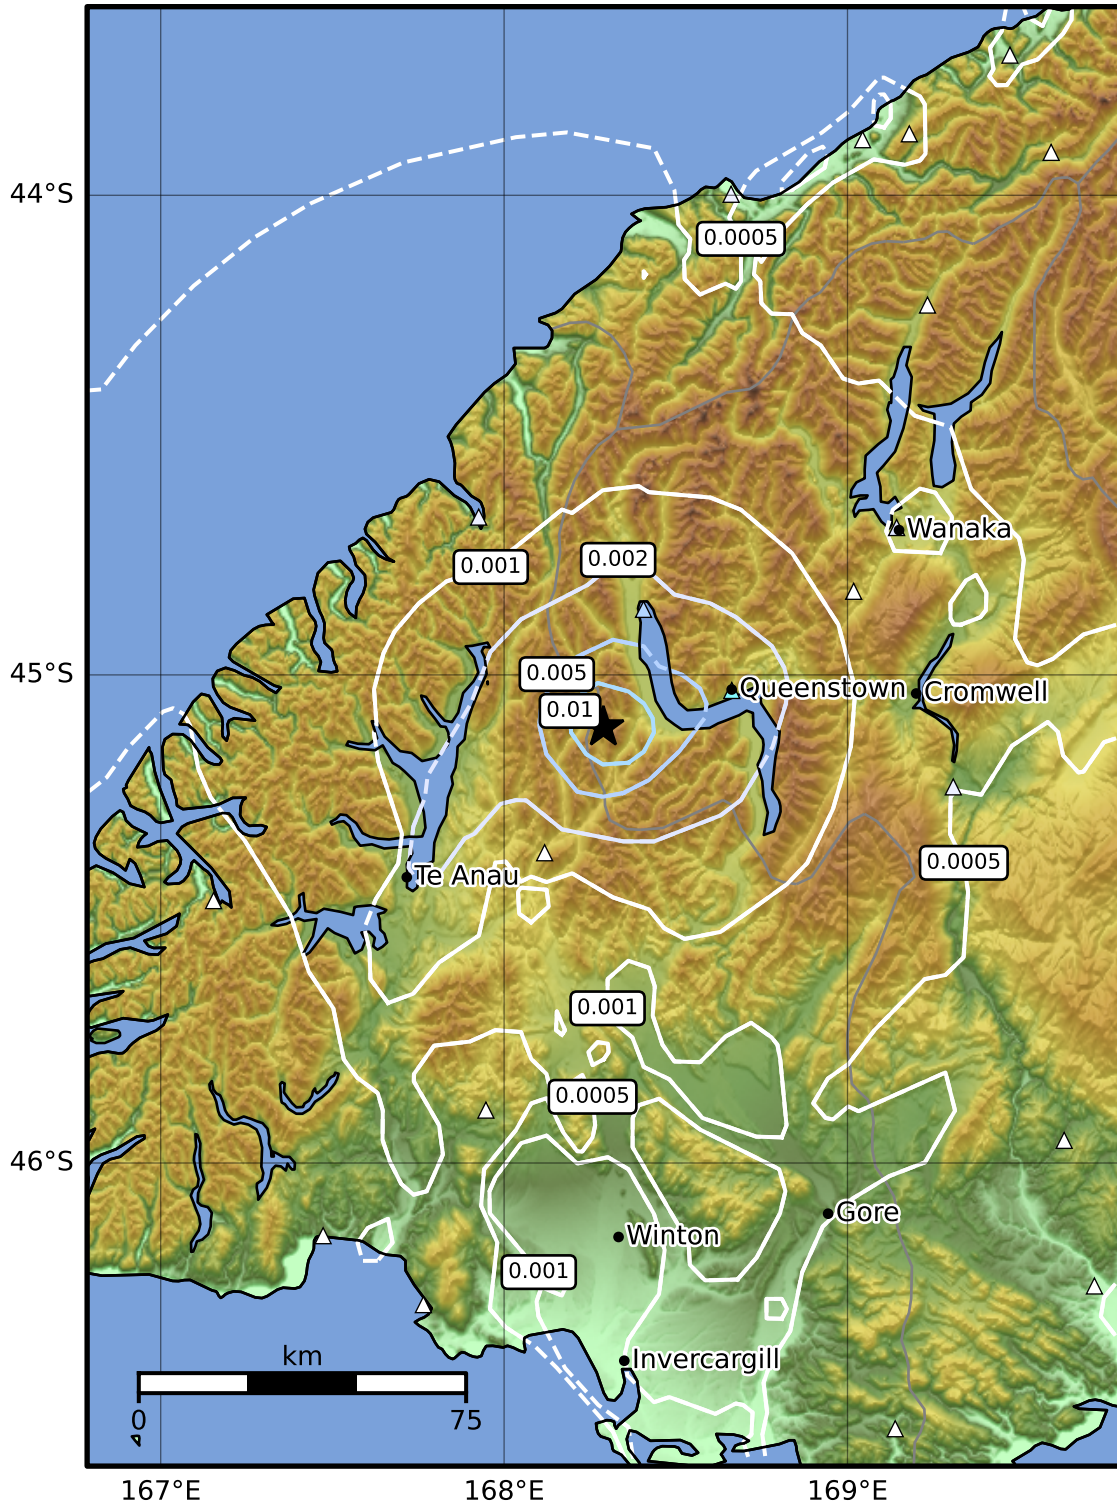 44°S
0.0005
Wanaka
0.001
0.002
45°S
0.005
Queenstown
Cromwell
0.01
0.0005
Te Anau
0.001
0.0005
46°S
Gore
Winton
0.001
km
Invercargill
0
75
167°E
168°E
169°E